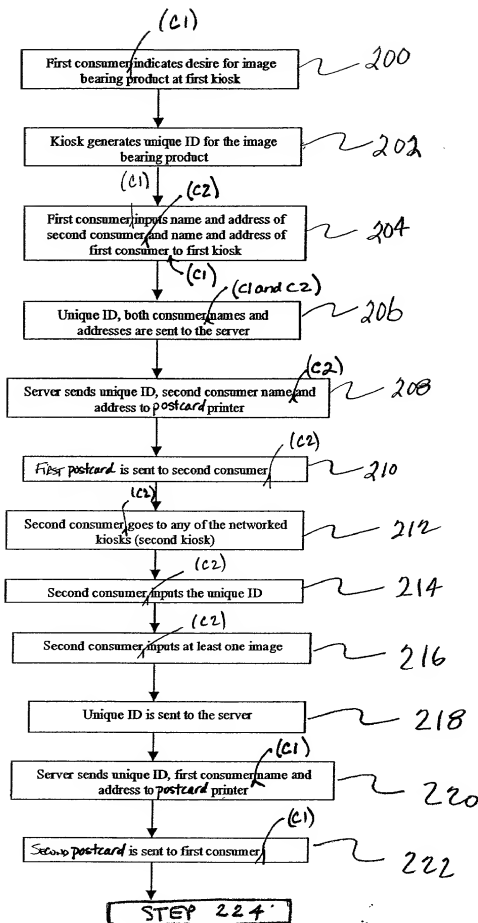 (C1)
First consumer indicates desire for image
bearing product at first kiosk
200
Kiosk generates unique ID for the image
bearing product
202
(C1)
(C2)
First consumer inputs name and address of
second consumer and name and address of
first consumer to first kiosk
204
(C1)
(C1 and C2)
Unique ID, both consumer names and
addresses are sent to the server
206
(C2)
Server sends unique ID, second consumer name and
address to postcard printer
208
(C2)
First postcard is sent to second consumer
210
(C2)
Second consumer goes to any of the networked
kiosks (second kiosk)
212
(C2)
Second consumer inputs the unique ID
214
(C2)
Second consumer inputs at least one image
216
Unique ID is sent to the server
218
(C1)
Server sends unique ID, first consumer name and
address to postcard printer
220
(C1)
Second postcard is sent to first consumer
222
STEP 224